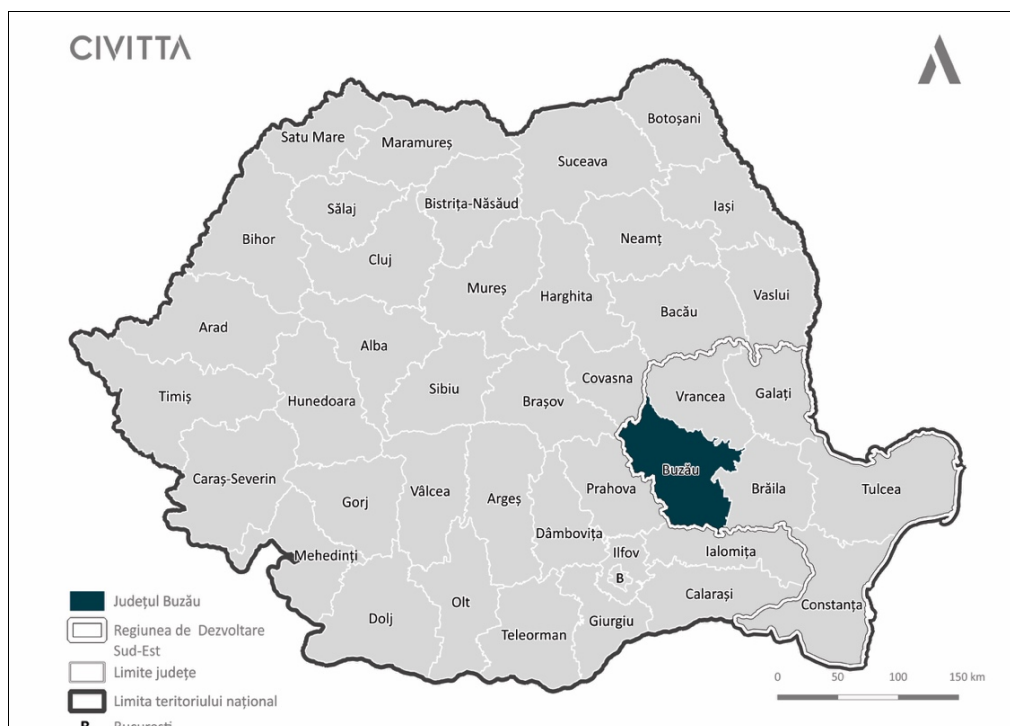 CIVITTA
Botoșani
Satu Mare
Maramureș
Suceava
Bistrița-Năsăud
Sălaj
Iași
Bihor
Neamț
Cluj
Mureș
Harghita
Vaslui
Bacău
Arad
Alba
Covasna
Sibiu
Vrancea
Galați
Timiș
Hunedoara
Brașov
Buzău
Caraș-Severin
Vâlcea
Prahova
Brăila
Tulcea
Gorj
Argeș
Dâmbovița
Mehedinți
Ilfov
Ialomița
B
Calarași
Constanța
Olt
Dolj
Giurgiu
Teleorman
Județul Buzău
Regiunea de Dezvoltare
Sud-Est
Limite județe
Limita teritoriului național
B București
0 50 100 150 km